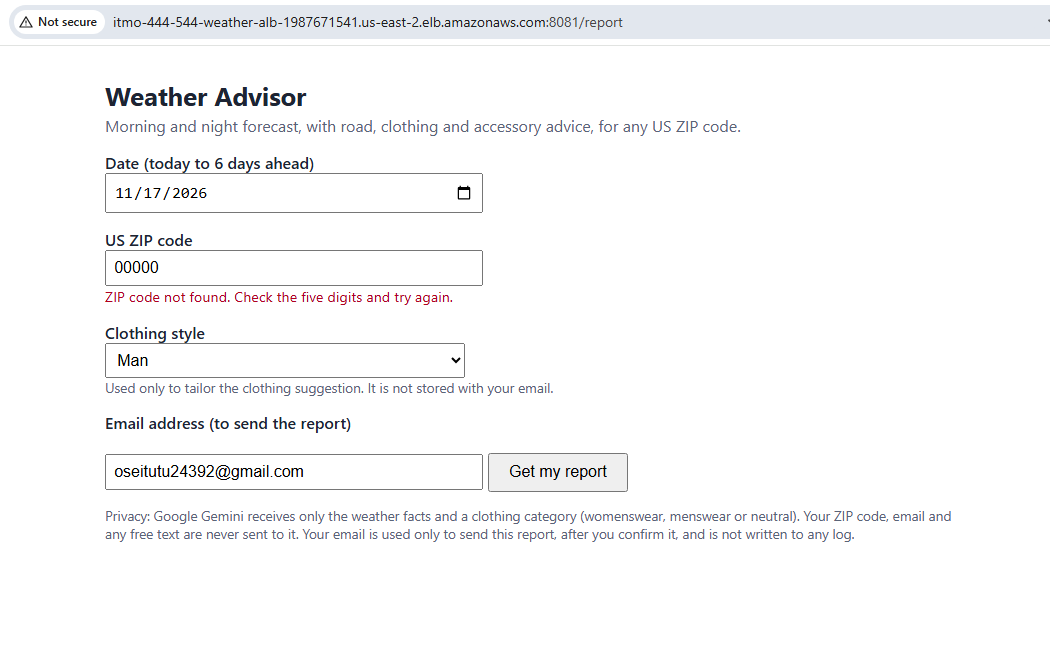 Not secure itmo-444-544-weather-alb-1987671541.us-east-2.elb.amazonaws.com:8081/report
Weather Advisor
Morning and night forecast, with road, clothing and accessory advice, for any US ZIP code.
Date (today to 6 days ahead)
11/17/2026
US ZIP code
00000
ZIP code not found. Check the five digits and try again.
Clothing style
Man
Used only to tailor the clothing suggestion. It is not stored with your email.
Email address (to send the report)
oseitutu24392@gmail.com Get my report
Privacy: Google Gemini receives only the weather facts and a clothing category (womenswear, menswear or neutral). Your ZIP code, email and
any free text are never sent to it. Your email is used only to send this report, after you confirm it, and is not written to any log.